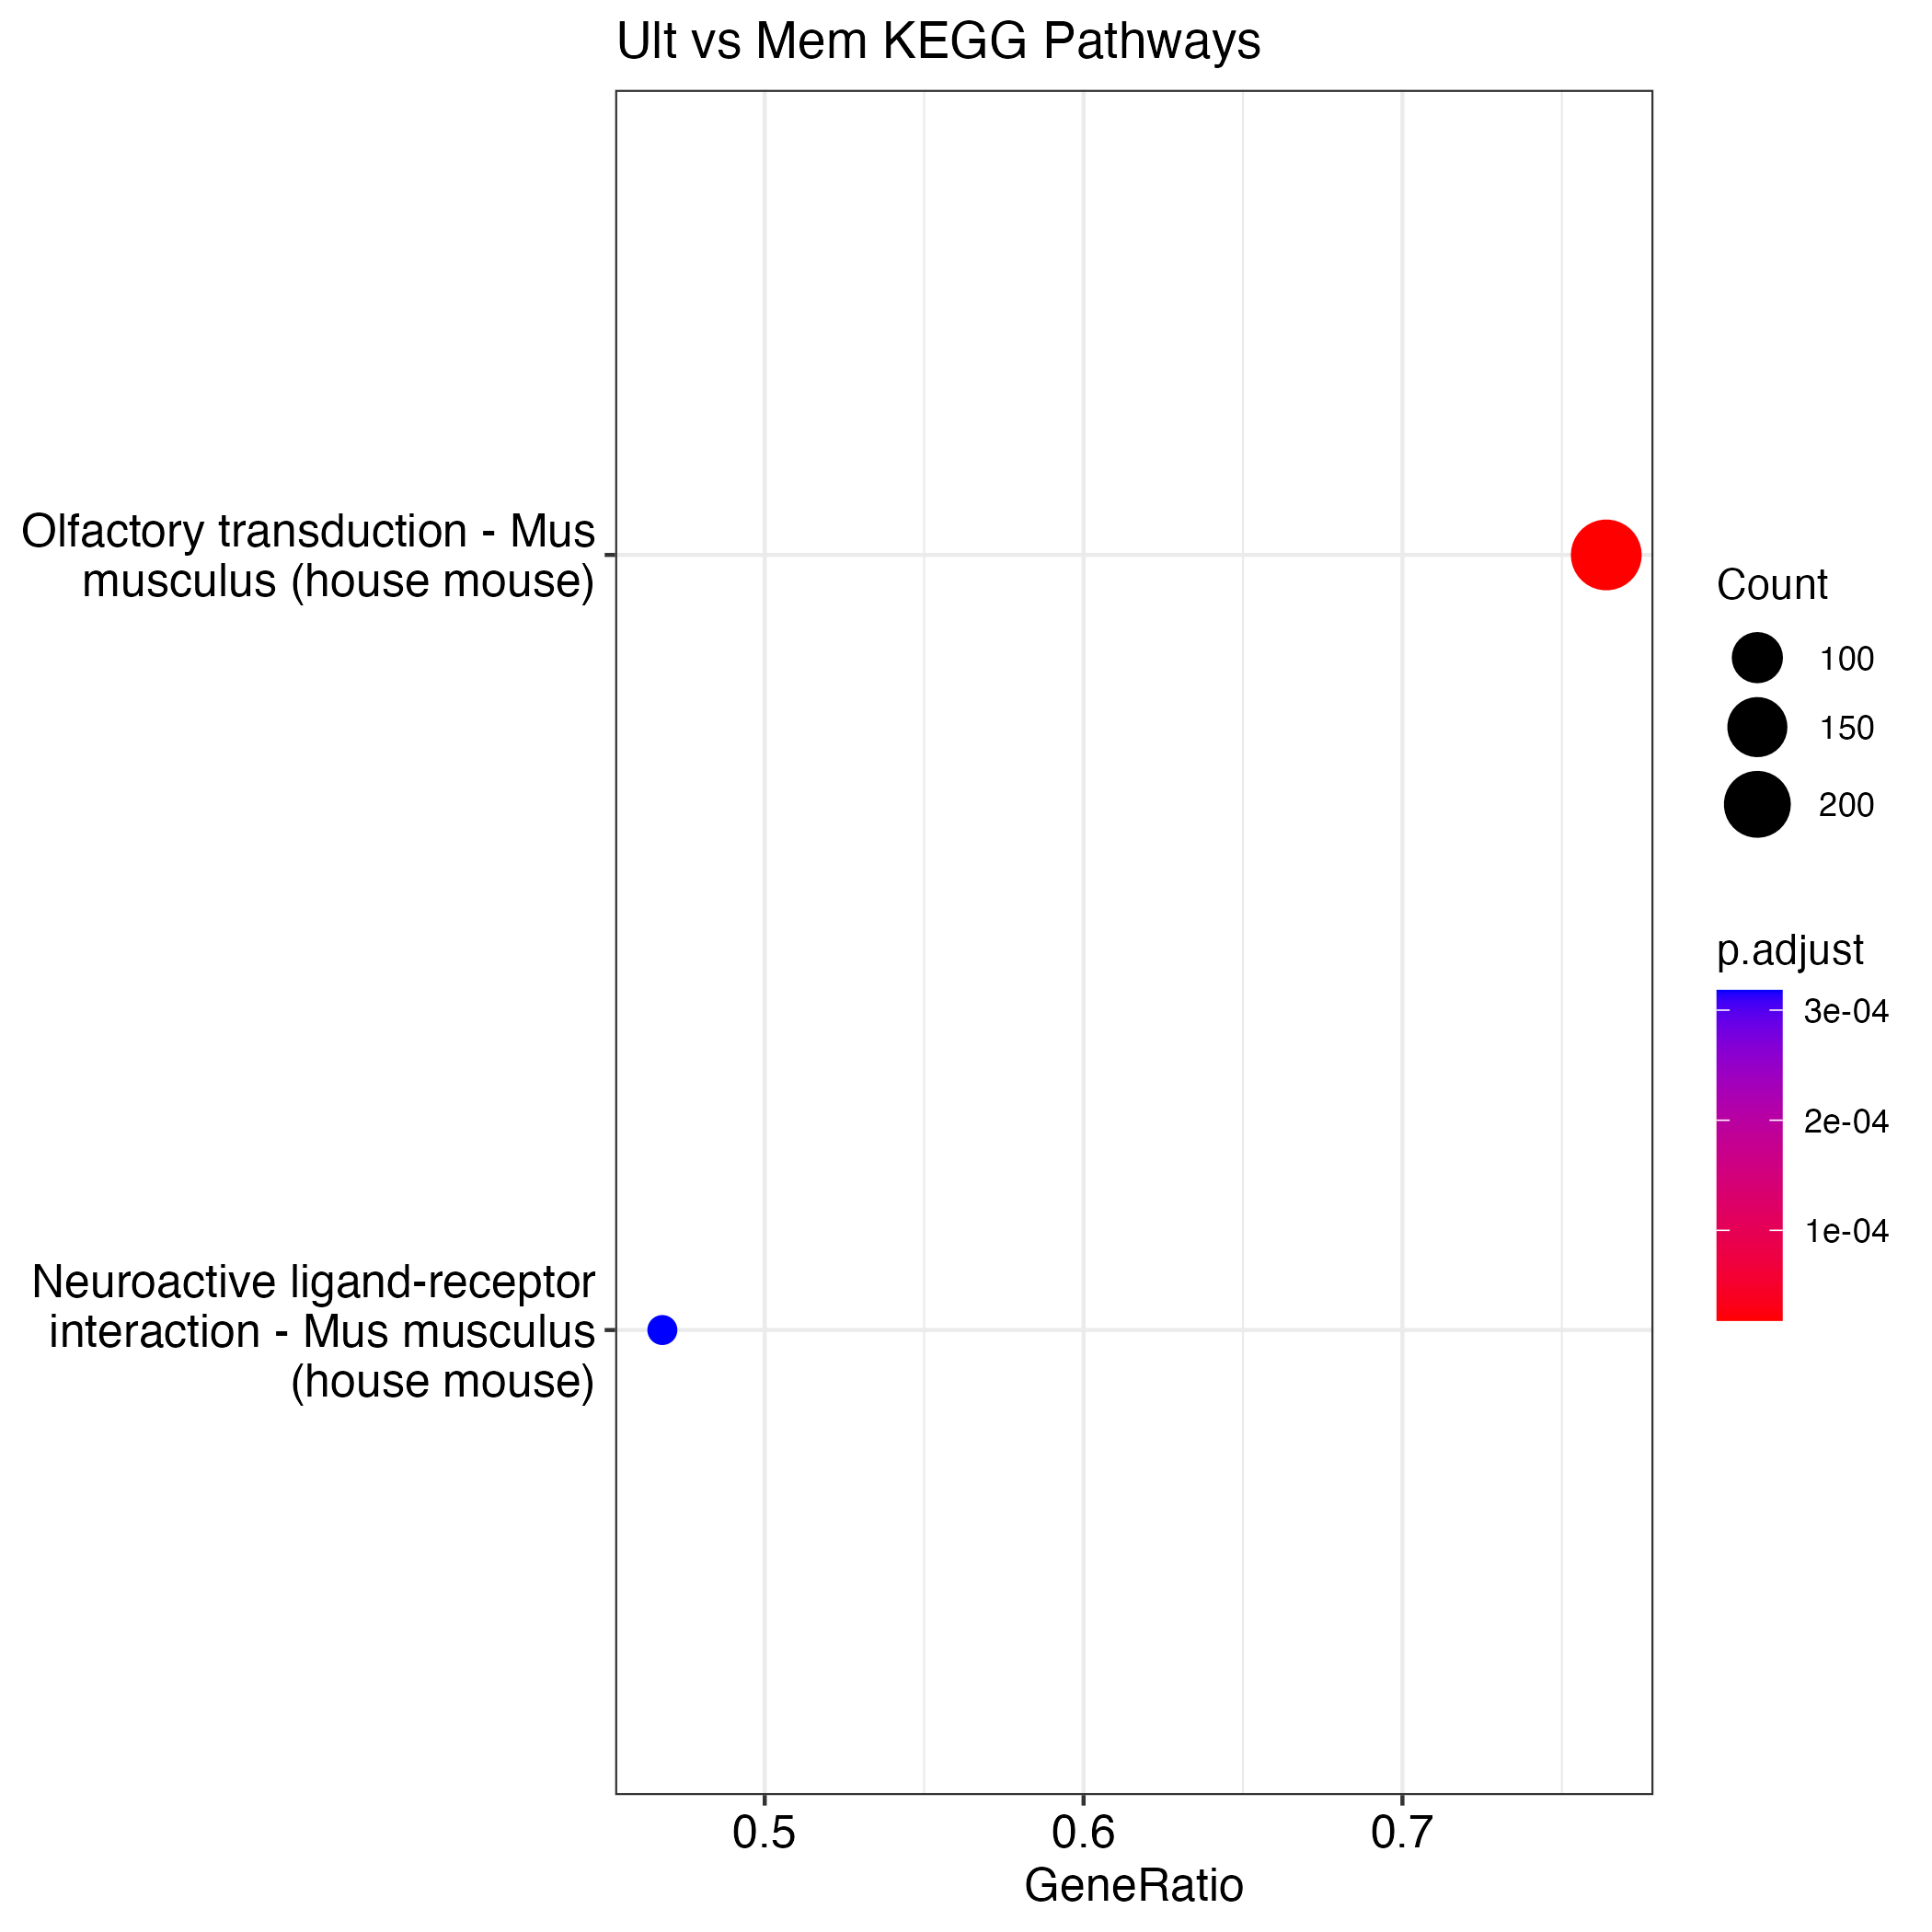 Ult vs Mem KEGG Pathways
Olfactory transduction - Mus
musculus (house mouse)
Neuroactive ligand-receptor
interaction - Mus musculus
(house mouse)
0.5
0.6
0.7
GeneRatio
Count
100
150
200
p.adjust
3e-04
2e-04
1e-04